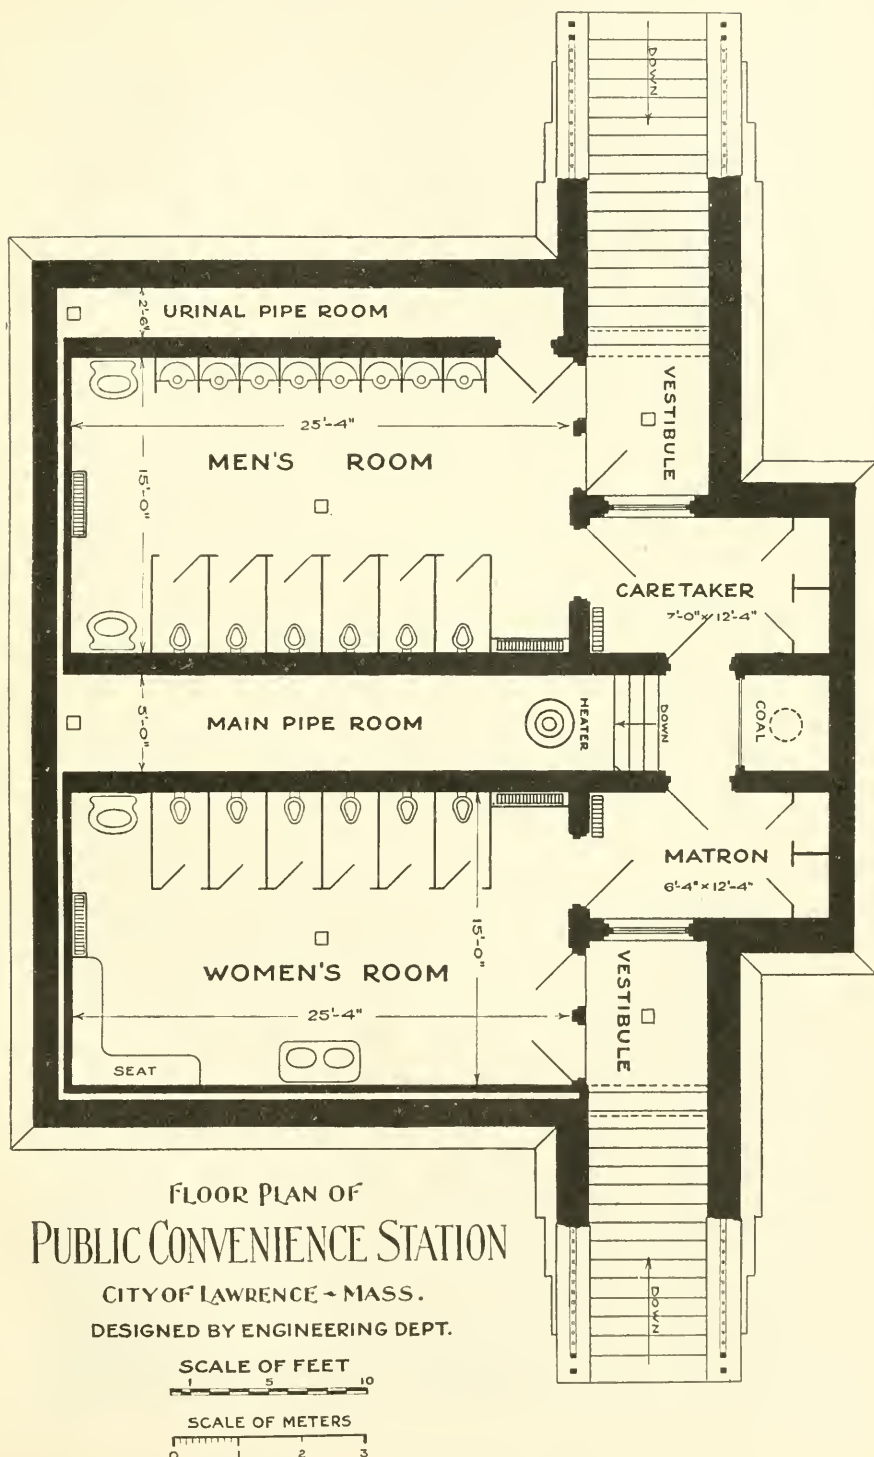 DOWN
2'-6"
URINAL PIPE ROOM
VESTIBULE
25'-4"
MEN'S ROOM
15'-0"
CARETAKER
7'-0" x 12'-4"
5'-0"
MAIN PIPE ROOM
HEATER
DOWN
COAL
MATRON
6'-4" x 12'-4"
15'-0"
WOMEN'S ROOM
VESTIBULE
25'-4"
SEAT
DOWN
FLOOR PLAN OF
PUBLIC CONVENIENCE STATION
CITY OF LAWRENCE - MASS.
DESIGNED BY ENGINEERING DEPT.
SCALE OF FEET
1 5 10
SCALE OF METERS
0 1 2 3